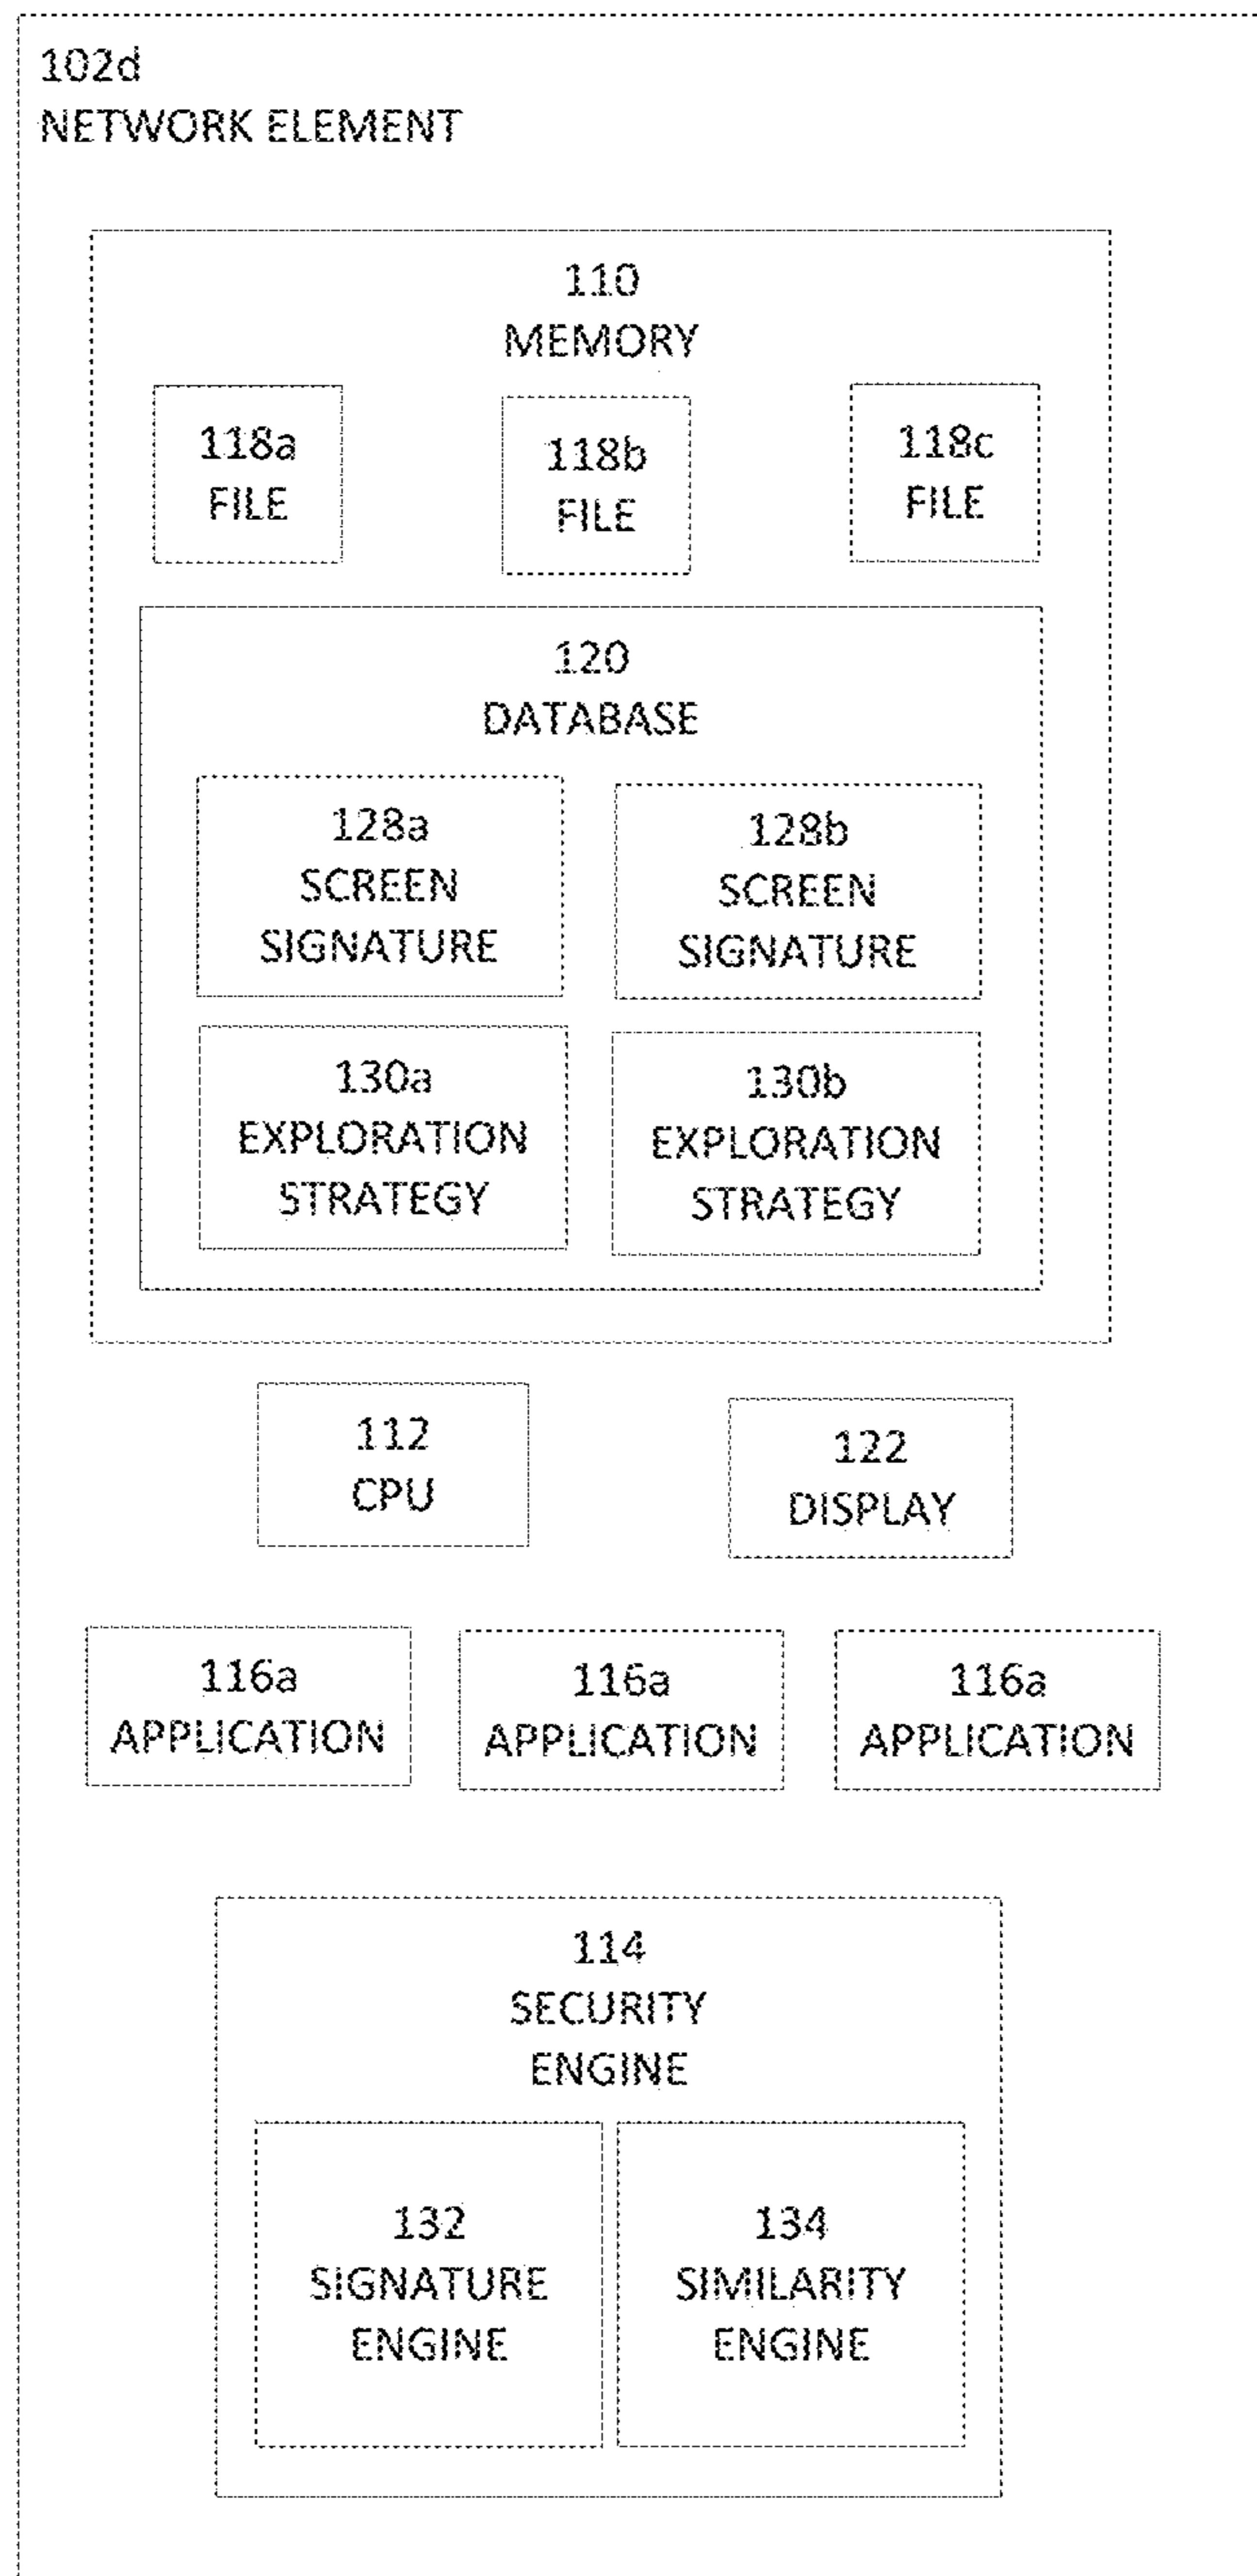 102d
NETWORK ELEMENT
110
MEMORY
118a
FILE
118b
FILE
118c
FILE
120
DATABASE
128a
SCREEN
SIGNATURE
128b
SCREEN
SIGNATURE
130a
EXPLORATION
STRATEGY
130b
EXPLORATION
STRATEGY
112
CPU
122
DISPLAY
116a
APPLICATION
116a
APPLICATION
116a
APPLICATION
114
SECURITY
ENGINE
132
SIGNATURE
ENGINE
134
SIMILARITY
ENGINE